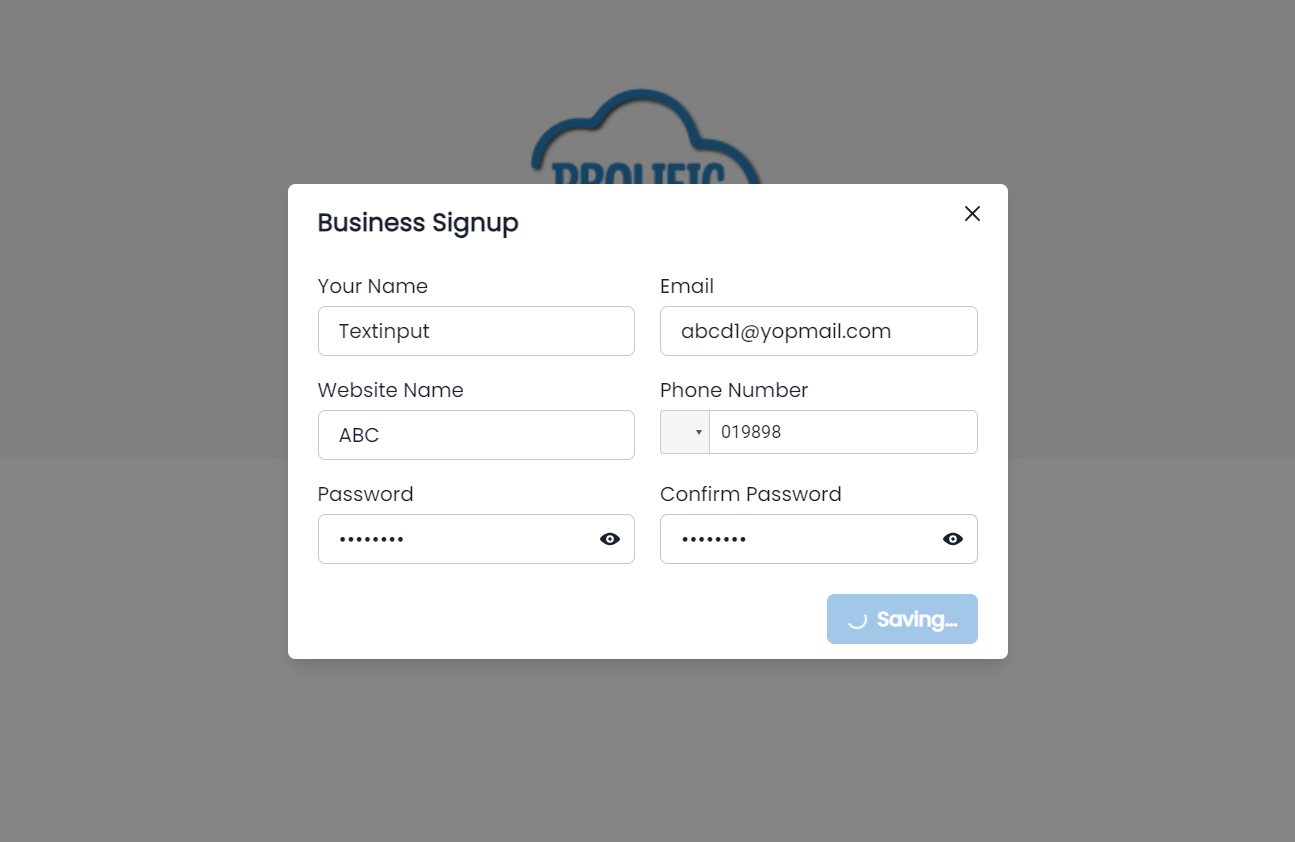 PROLIFIC
Business Signup
Your Name
Email
Textinput
abcd1@yopmail.com
Website Name
Phone Number
ABC
019898
Password
Confirm Password
••••••••
••••••••
Saving...